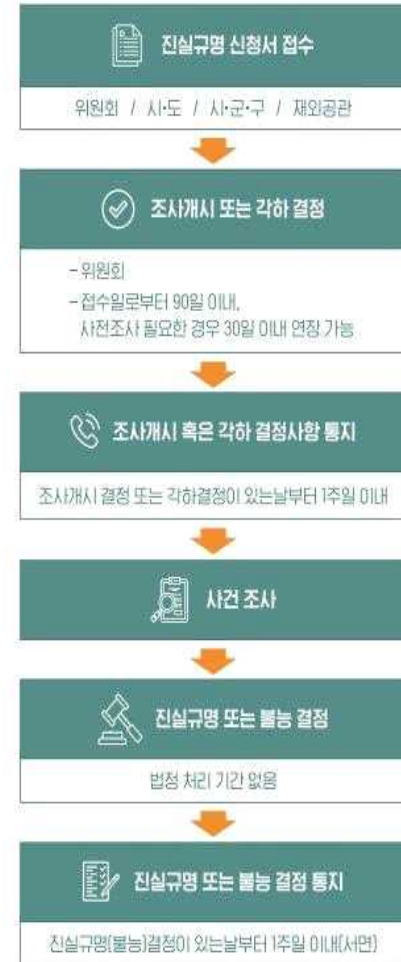 진실규명 신청서 접수
위원회 / 시·도 / 시·군·구 / 재외공관
조사개시 또는 각하 결정
- 위원회
- 접수일로부터 90일 이내,
사전조사 필요한 경우 30일 이내 연장 가능
조사개시 혹은 각하 결정사항 통지
조사개시 결정 또는 각하결정이 있는날부터 1주일 이내
사건 조사
진실규명 또는 불능 결정
법정 처리 기간 없음
진실규명 또는 불능 결정 통지
진실규명(불능)결정이 있는날부터 1주일 이내(서면)